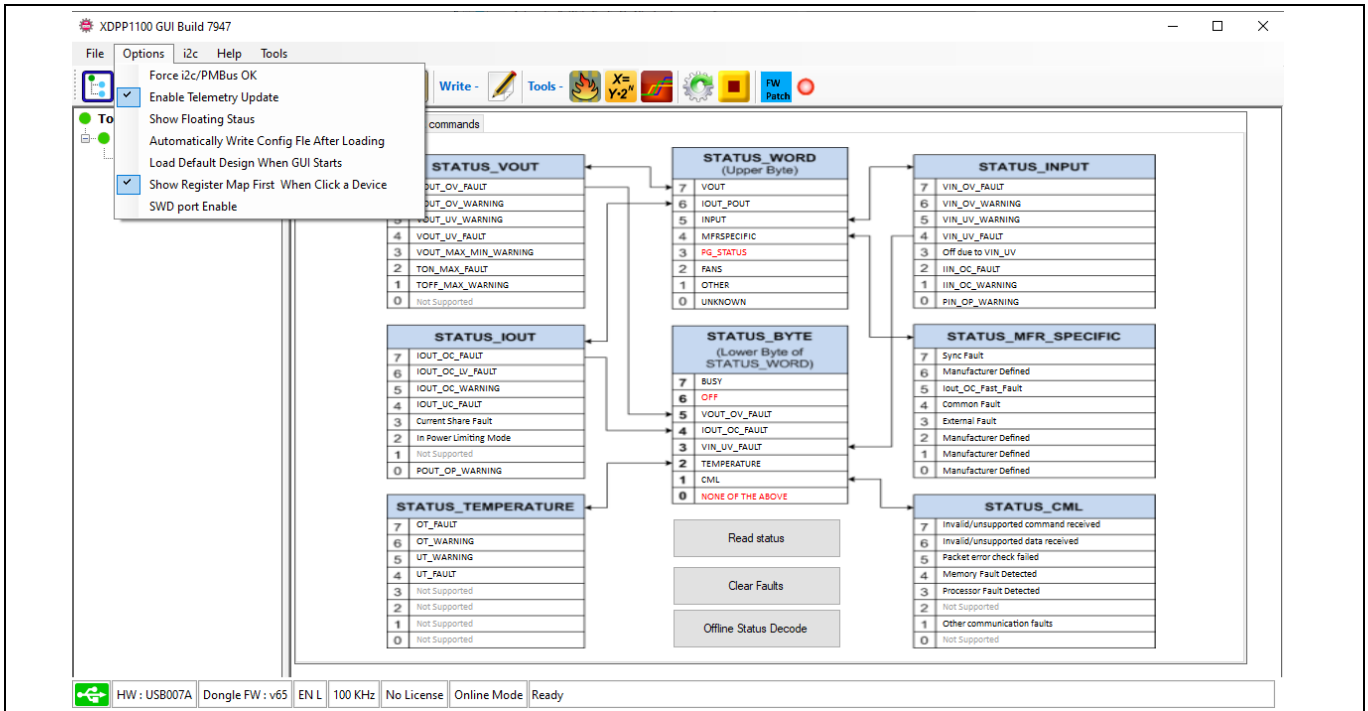 XDPP1100 GUI Build 7947
File Options i2c Help Tools
Force i2c/PMBus OK
Enable Telemetry Update
Show Floating Staus
Automatically Write Config Fle After Loading
Load Default Design When GUI Starts
Show Register Map First When Click a Device
SWD port Enable
Write - Tools - X= Y·2ⁿ FW Patch
To
commands
STATUS_VOUT
OUT_OV_FAULT
OUT_OV_WARNING
5 VOUT_UV_WARNING
4 VOUT_UV_FAULT
3 VOUT_MAX_MIN_WARNING
2 TON_MAX_FAULT
1 TOFF_MAX_WARNING
0 Not Supported
STATUS_WORD
(Upper Byte)
7 VOUT
6 IOUT_POUT
5 INPUT
4 MFRSPECIFIC
3 PG_STATUS
2 FANS
1 OTHER
0 UNKNOWN
STATUS_INPUT
7 VIN_OV_FAULT
6 VIN_OV_WARNING
5 VIN_UV_WARNING
4 VIN_UV_FAULT
3 Off due to VIN_UV
2 IIN_OC_FAULT
1 IIN_OC_WARNING
0 PIN_OP_WARNING
STATUS_IOUT
7 IOUT_OC_FAULT
6 IOUT_OC_LV_FAULT
5 IOUT_OC_WARNING
4 IOUT_UC_FAULT
3 Current Share Fault
2 In Power Limiting Mode
1 Not Supported
0 POUT_OP_WARNING
STATUS_BYTE
(Lower Byte of
STATUS_WORD)
7 BUSY
6 OFF
5 VOUT_OV_FAULT
4 IOUT_OC_FAULT
3 VIN_UV_FAULT
2 TEMPERATURE
1 CML
0 NONE OF THE ABOVE
STATUS_MFR_SPECIFIC
7 Sync Fault
6 Manufacturer Defined
5 Iout_OC_Fast_Fault
4 Common Fault
3 External Fault
2 Manufacturer Defined
1 Manufacturer Defined
0 Manufacturer Defined
STATUS_TEMPERATURE
7 OT_FAULT
6 OT_WARNING
5 UT_WARNING
4 UT_FAULT
3 Not Supported
2 Not Supported
1 Not Supported
0 Not Supported
Read status
Clear Faults
Offline Status Decode
STATUS_CML
7 Invalid/unsupported command received
6 Invalid/unsupported data received
5 Packet error check failed
4 Memory Fault Detected
3 Processor Fault Detected
2 Not Supported
1 Other communication faults
0 Not Supported
HW : USB007A Dongle FW : v65 EN L 100 KHz No License Online Mode Ready